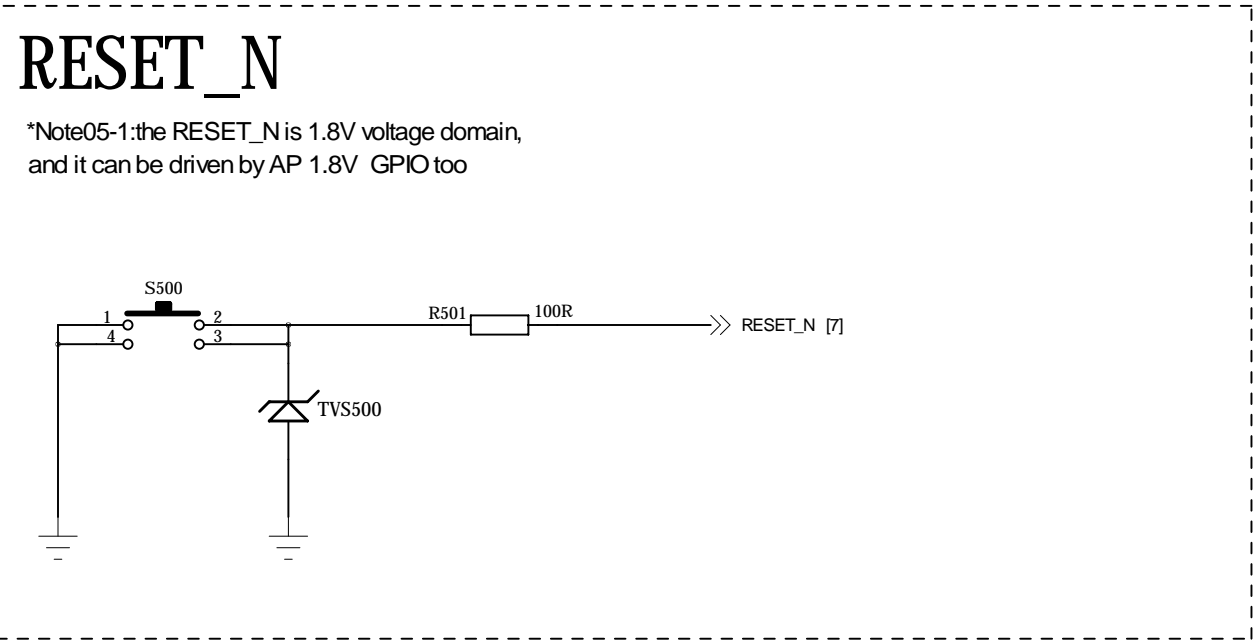 RESET_N
*Note05-1:the RESET_N is 1.8V voltage domain,
and it can be driven by AP 1.8V GPIO too
S500
1 2
4 3
R501 100R
RESET_N [7]
TVS500